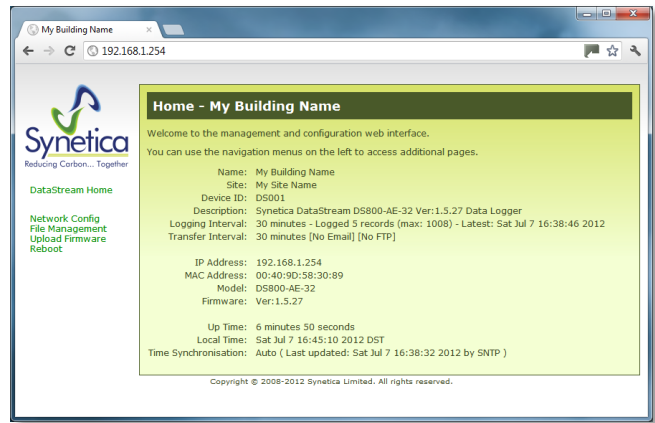 My Building Name
192.168.1.254
Synetica
Reducing Carbon... Together
DataStream Home
Network Config
File Management
Upload Firmware
Reboot
Home - My Building Name
Welcome to the management and configuration web interface.
You can use the navigation menus on the left to access additional pages.
Name: My Building Name
Site: My Site Name
Device ID: DS001
Description: Synetica DataStream DS800-AE-32 Ver:1.5.27 Data Logger
Logging Interval: 30 minutes - Logged 5 records (max: 1008) - Latest: Sat Jul 7 16:38:46 2012
Transfer Interval: 30 minutes [No Email] [No FTP]
IP Address: 192.168.1.254
MAC Address: 00:40:9D:58:30:89
Model: DS800-AE-32
Firmware: Ver:1.5.27
Up Time: 6 minutes 50 seconds
Local Time: Sat Jul 7 16:45:10 2012 DST
Time Synchronisation: Auto ( Last updated: Sat Jul 7 16:38:32 2012 by SNTP )
Copyright © 2008-2012 Synetica Limited. All rights reserved.